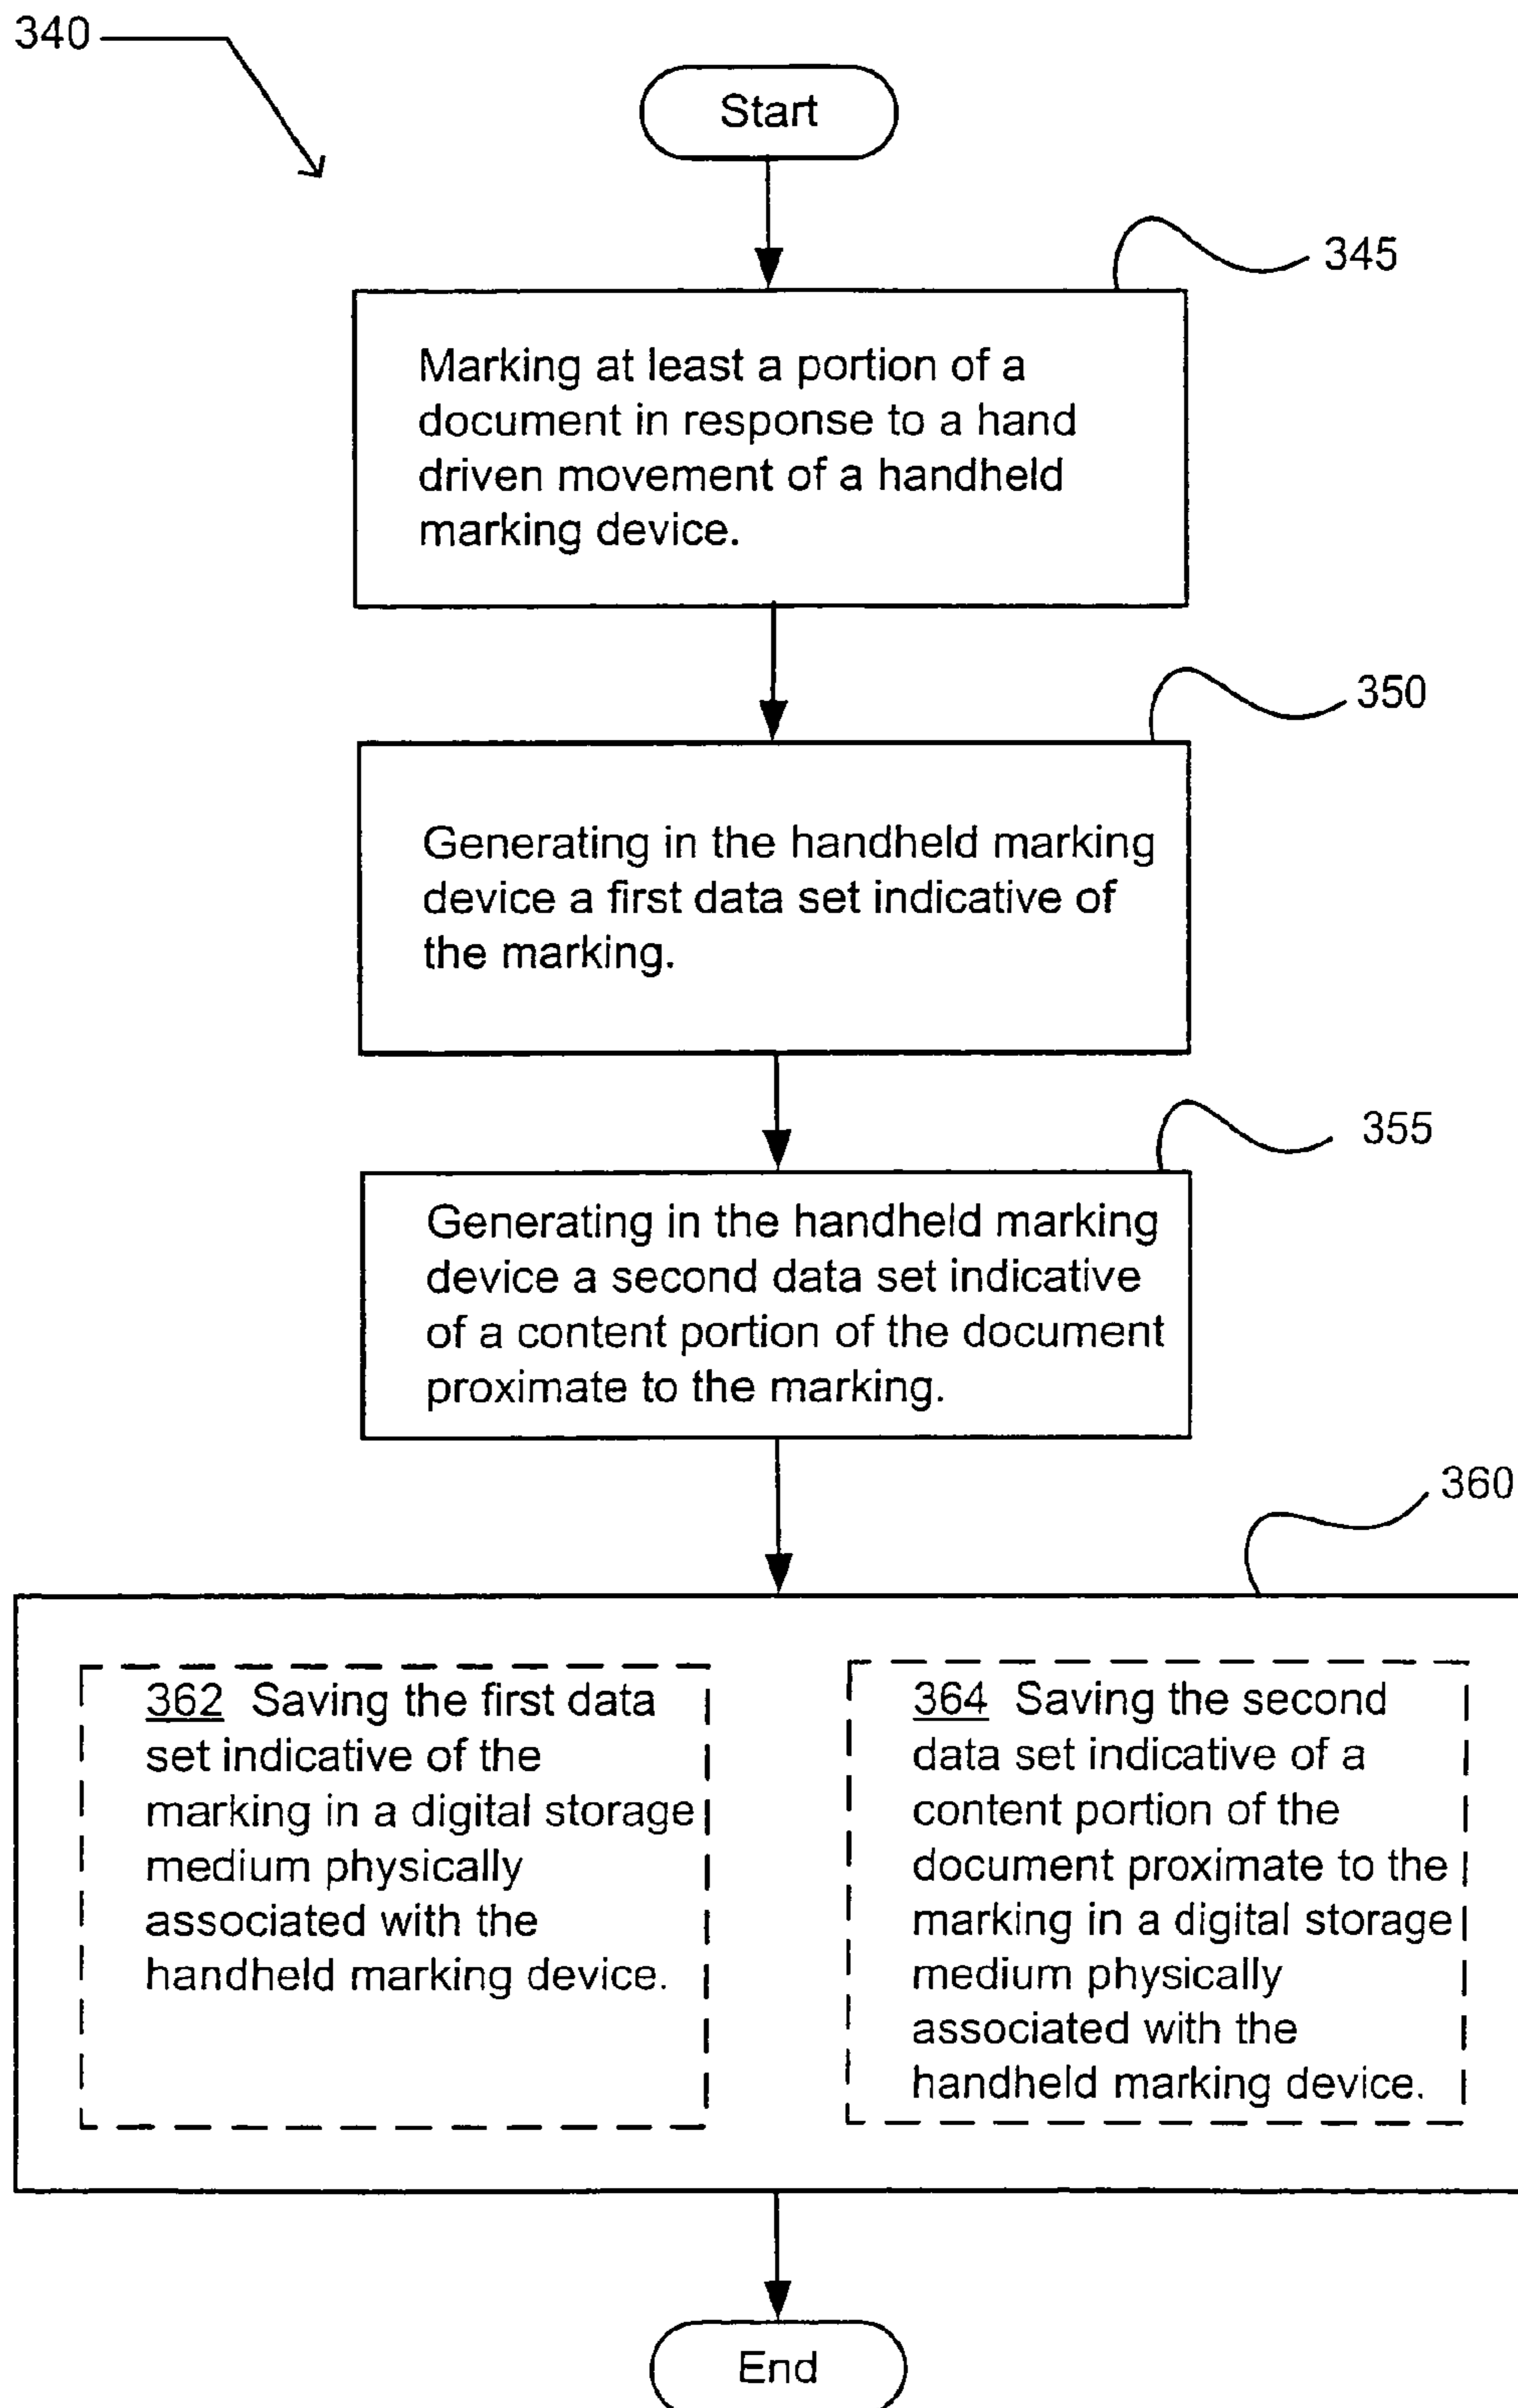 340
Start
345
Marking at least a portion of a
document in response to a hand
driven movement of a handheld
marking device.
350
Generating in the handheld marking
device a first data set indicative of
the marking.
355
Generating in the handheld marking
device a second data set indicative
of a content portion of the document
proximate to the marking.
360
362 Saving the first data
set indicative of the
marking in a digital storage
medium physically
associated with the
handheld marking device.
364 Saving the second
data set indicative of a
content portion of the
document proximate to the
marking in a digital storage
medium physically
associated with the
handheld marking device.
End